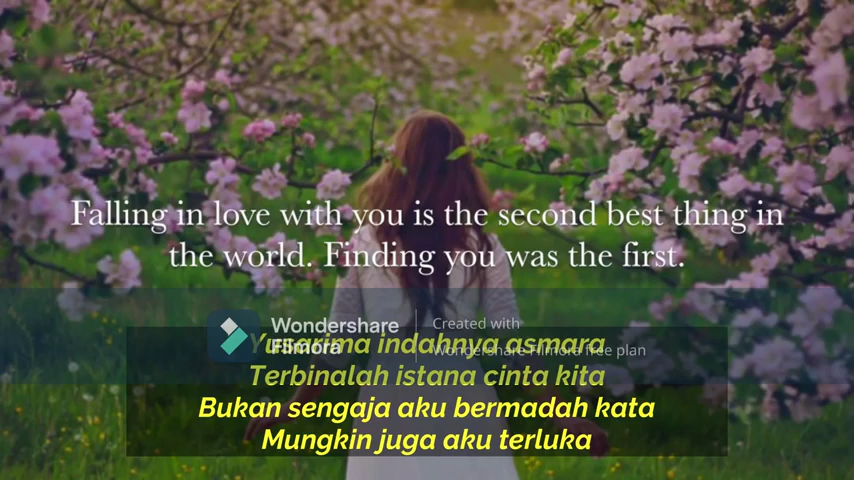 Falling in love with you is the second best thing in
the world. Finding you was the first.
Wondershare
Filmora
Created with
Wondershare Filmora free plan
indahnya asmara
Terbinalah istana cinta kita
Bukan sengaja aku bermadah kata
Mungkin juga aku terluka